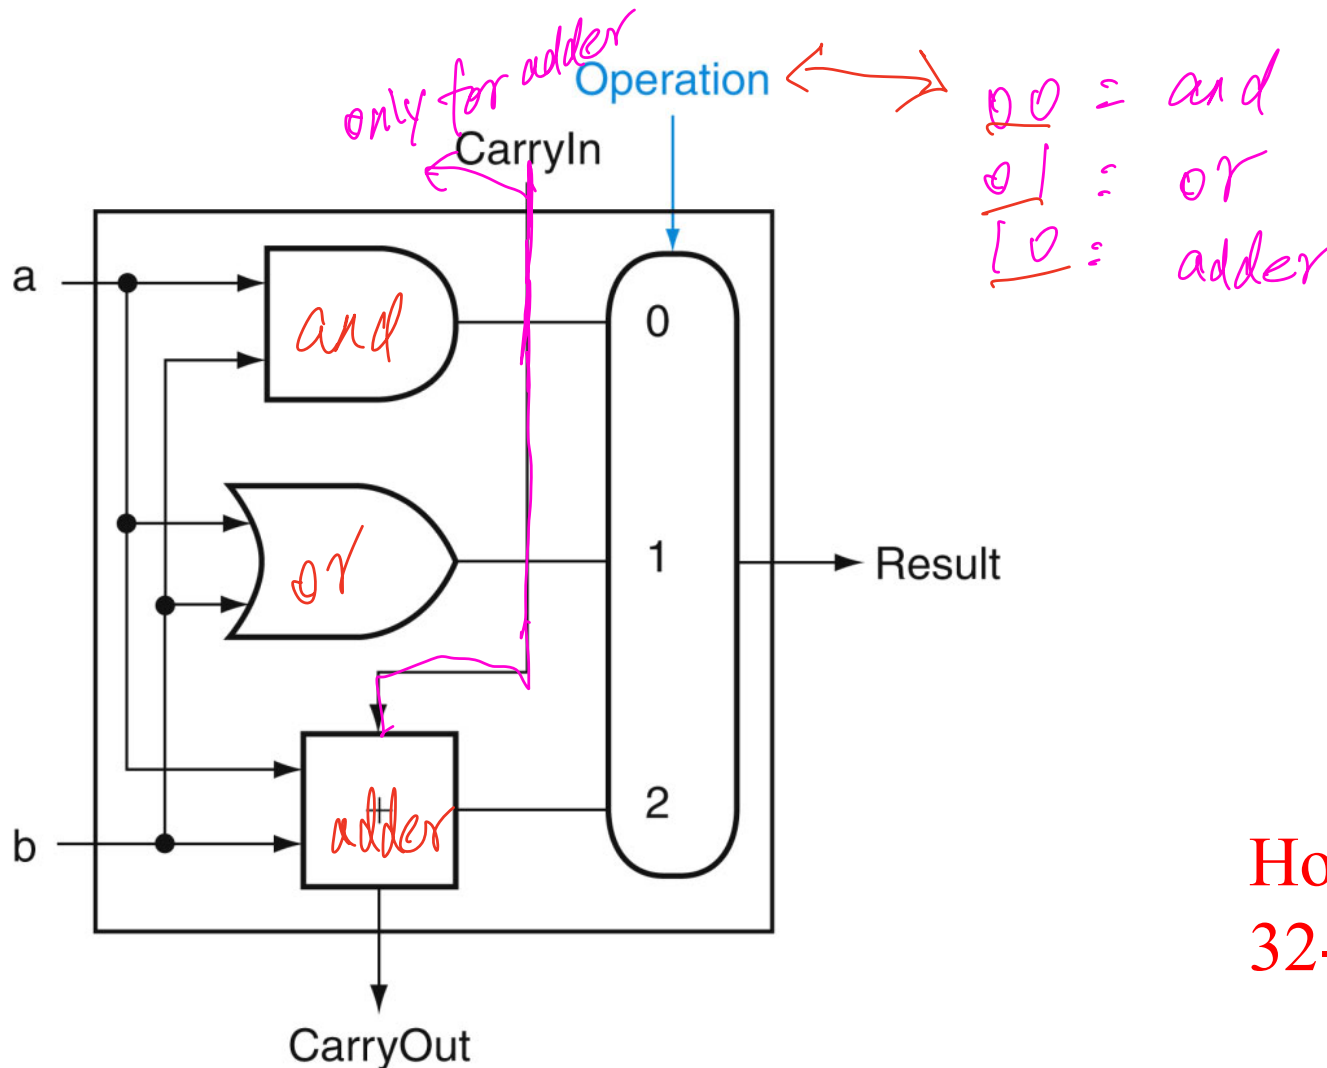 only for adder
Operation
00 = and
01 : or
10 : adder
CarryIn
a
and
0
or
1
Result
adder
+
2
b
CarryOut
Ho
32-